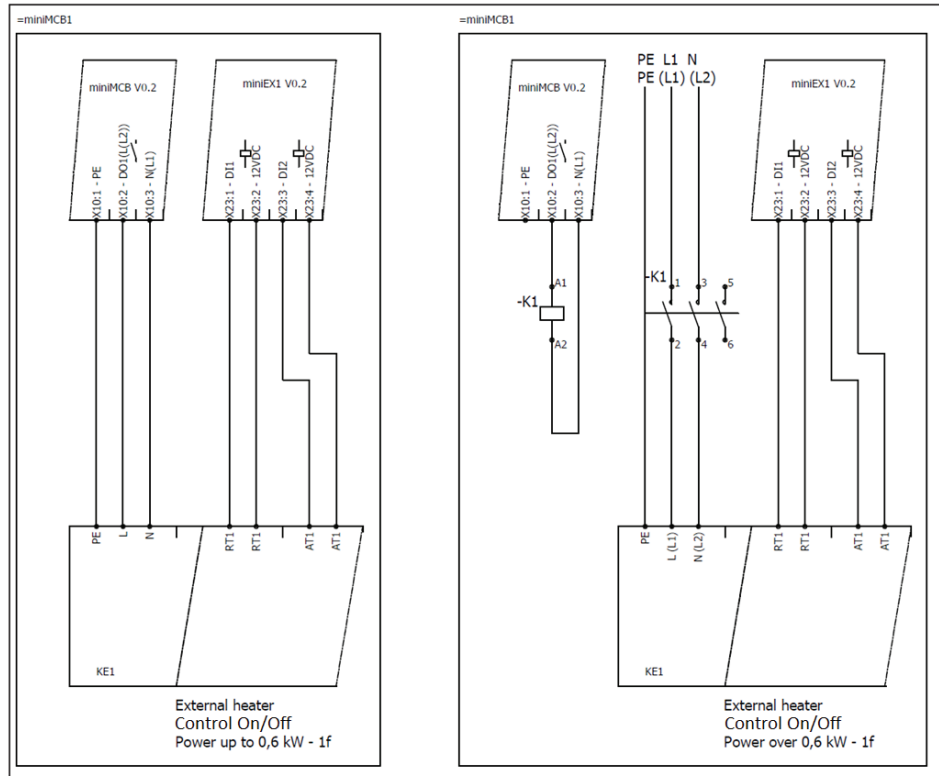 =miniMCB1
miniMCB V0.2
X10:1 - PE
X10:2 - DO1(L(L2))
X10:3 - N(L1)
miniEX1 V0.2
X23:1 - DI1
X23:2 - 12VDC
X23:3 - DI2
X23:4 - 12VDC
PE
L
N
RT1
RT1
AT1
AT1
KE1
External heater
Control On/Off
Power up to 0,6 kW - 1f
=miniMCB1
miniMCB V0.2
X10:1 - PE
X10:2 - DO1(L(L2))
X10:3 - N(L1)
PE L1 N
PE (L1) (L2)
miniEX1 V0.2
X23:1 - DI1
X23:2 - 12VDC
X23:3 - DI2
X23:4 - 12VDC
-K1
A1
A2
-K1
1
3
5
2
4
6
PE
L (L1)
N (L2)
RT1
RT1
AT1
AT1
KE1
External heater
Control On/Off
Power over 0,6 kW - 1f